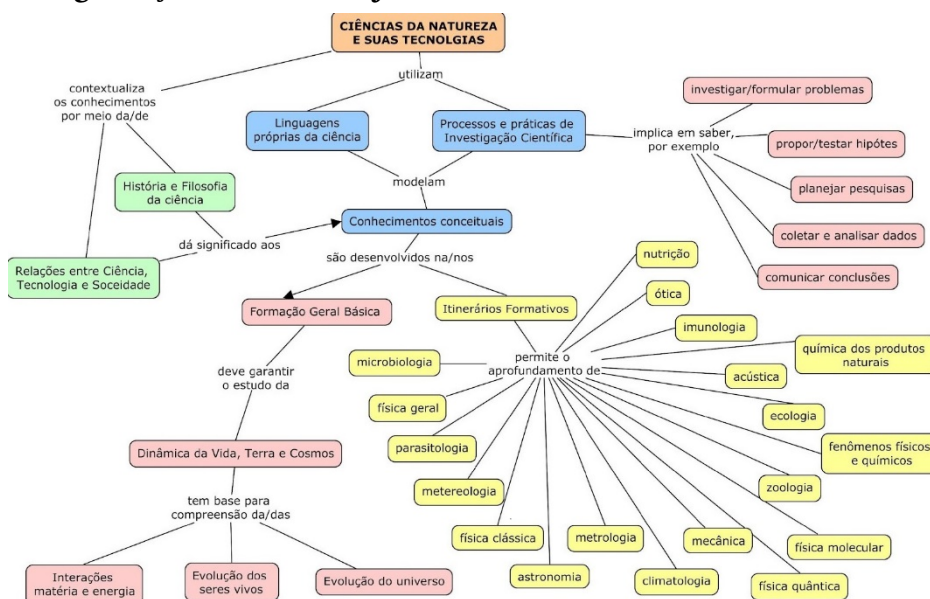 CIÊNCIAS DA NATUREZA
E SUAS TECNOLGIAS
utilizam
contextualiza
os conhecimentos
por meio da/de
Linguagens
próprias da ciência
Processos e práticas de
Investigação Científica
implica em saber,
por exemplo
investigar/formular problemas
propor/testar hipótes
planejar pesquisas
coletar e analisar dados
comunicar conclusões
modelam
História e Filosofia
da ciência
Conhecimentos conceituais
dá significado aos
Relações entre Ciência,
Tecnologia e Soceidade
são desenvolvidos na/nos
Formação Geral Básica
Itinerários Formativos
deve garantir
o estudo da
Dinâmica da Vida, Terra e Cosmos
tem base para
compreensão da/das
Interações
matéria e energia
Evolução dos
seres vivos
Evolução do universo
permite o
aprofundamento de
nutrição
ótica
imunologia
química dos produtos
naturais
acústica
ecologia
fenômenos físicos
e químicos
zoologia
física molecular
física quântica
mecânica
climatologia
metrologia
astronomia
física clássica
metereologia
parasitologia
física geral
microbiologia